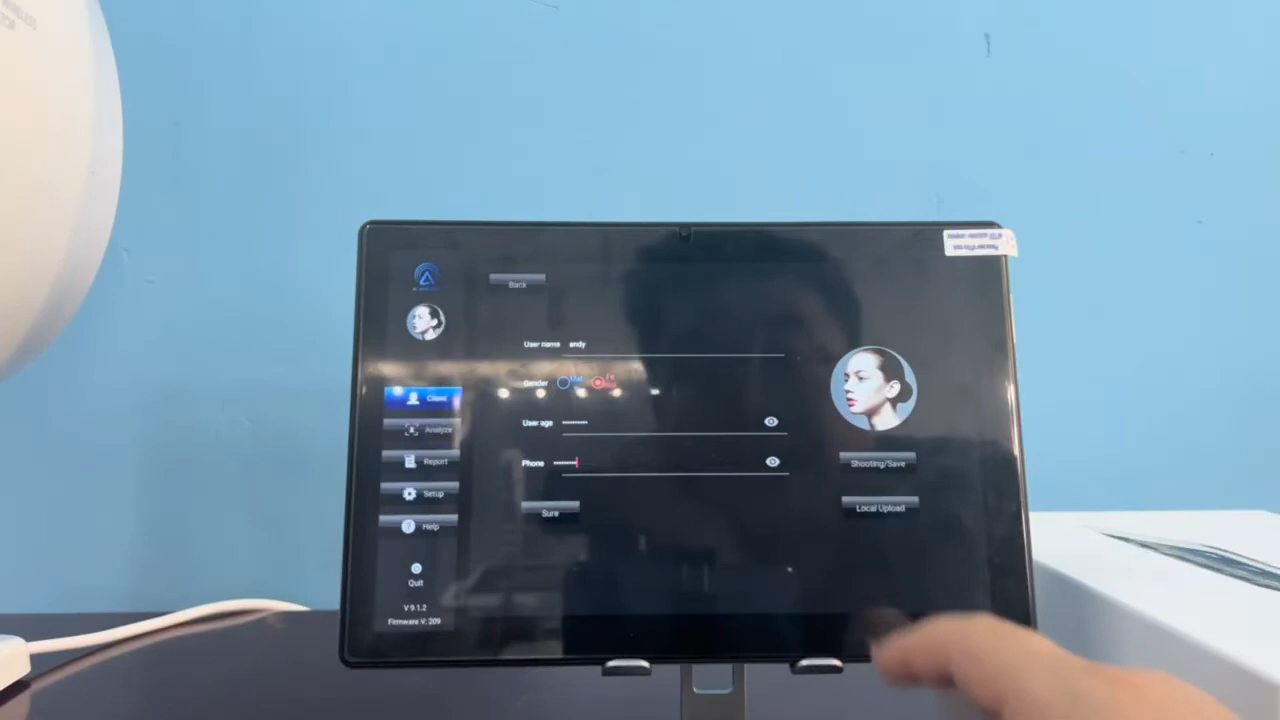 Back
User name andy
Gender
User age
Phone
Sure
Client
Analyze
Report
Setup
Help
Quit
V 9.1.2
Firmware V: 209
Shooting/Save
Local Upload